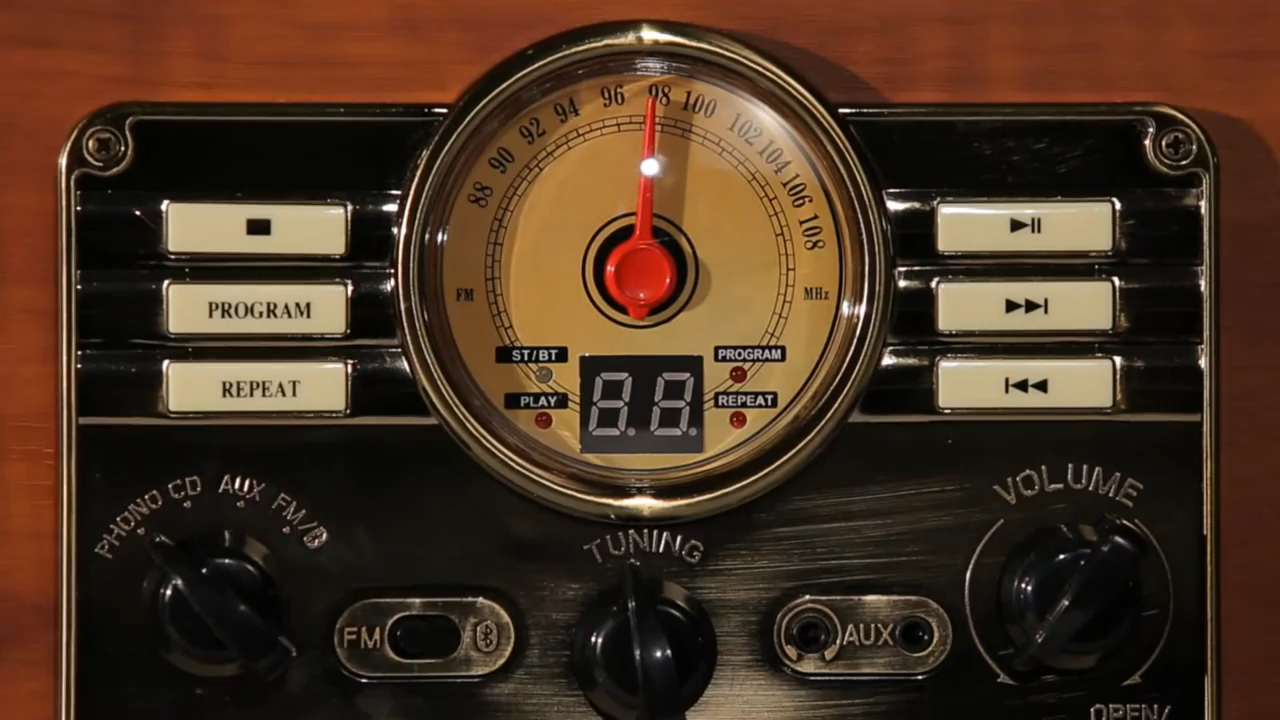 88 90 92 94 96 98 100 102 104 106 108
FM
MHz
PROGRAM
REPEAT
ST/BT
PLAY
PROGRAM
REPEAT
PHONO CD AUX FM/B
TUNING
VOLUME
FM
AUX
OPEN/